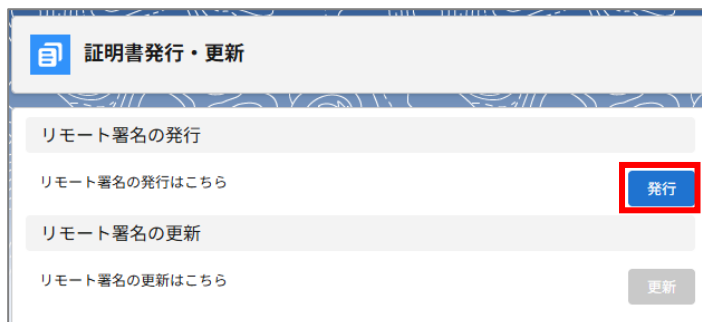 証明書発行・更新
リモート署名の発行
リモート署名の発行はこちら
発行
リモート署名の更新
リモート署名の更新はこちら
更新